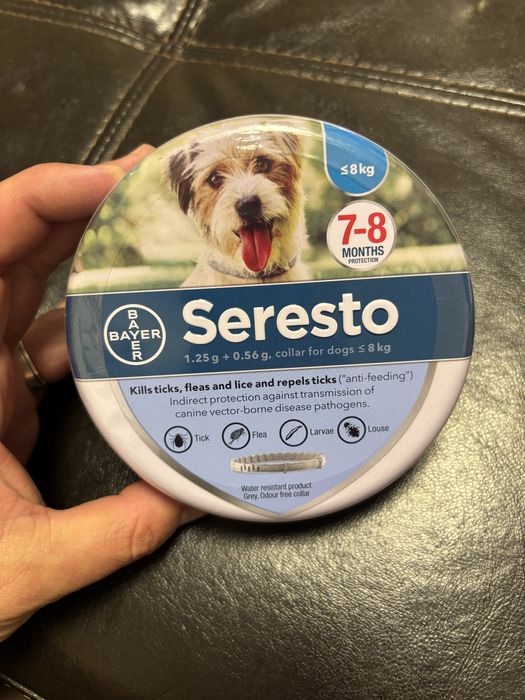 ≤8kg
7-8
MONTHS
PROTECTION
BAYER
BAYER
Seresto
1.25 g + 0.56 g, collar for dogs ≤ 8 kg
Kills ticks, fleas and lice and repels ticks ("anti-feeding")
Indirect protection against transmission of
canine vector-borne disease pathogens.
Tick Flea Larvae Louse
Water resistant product
Grey, Odour free collar